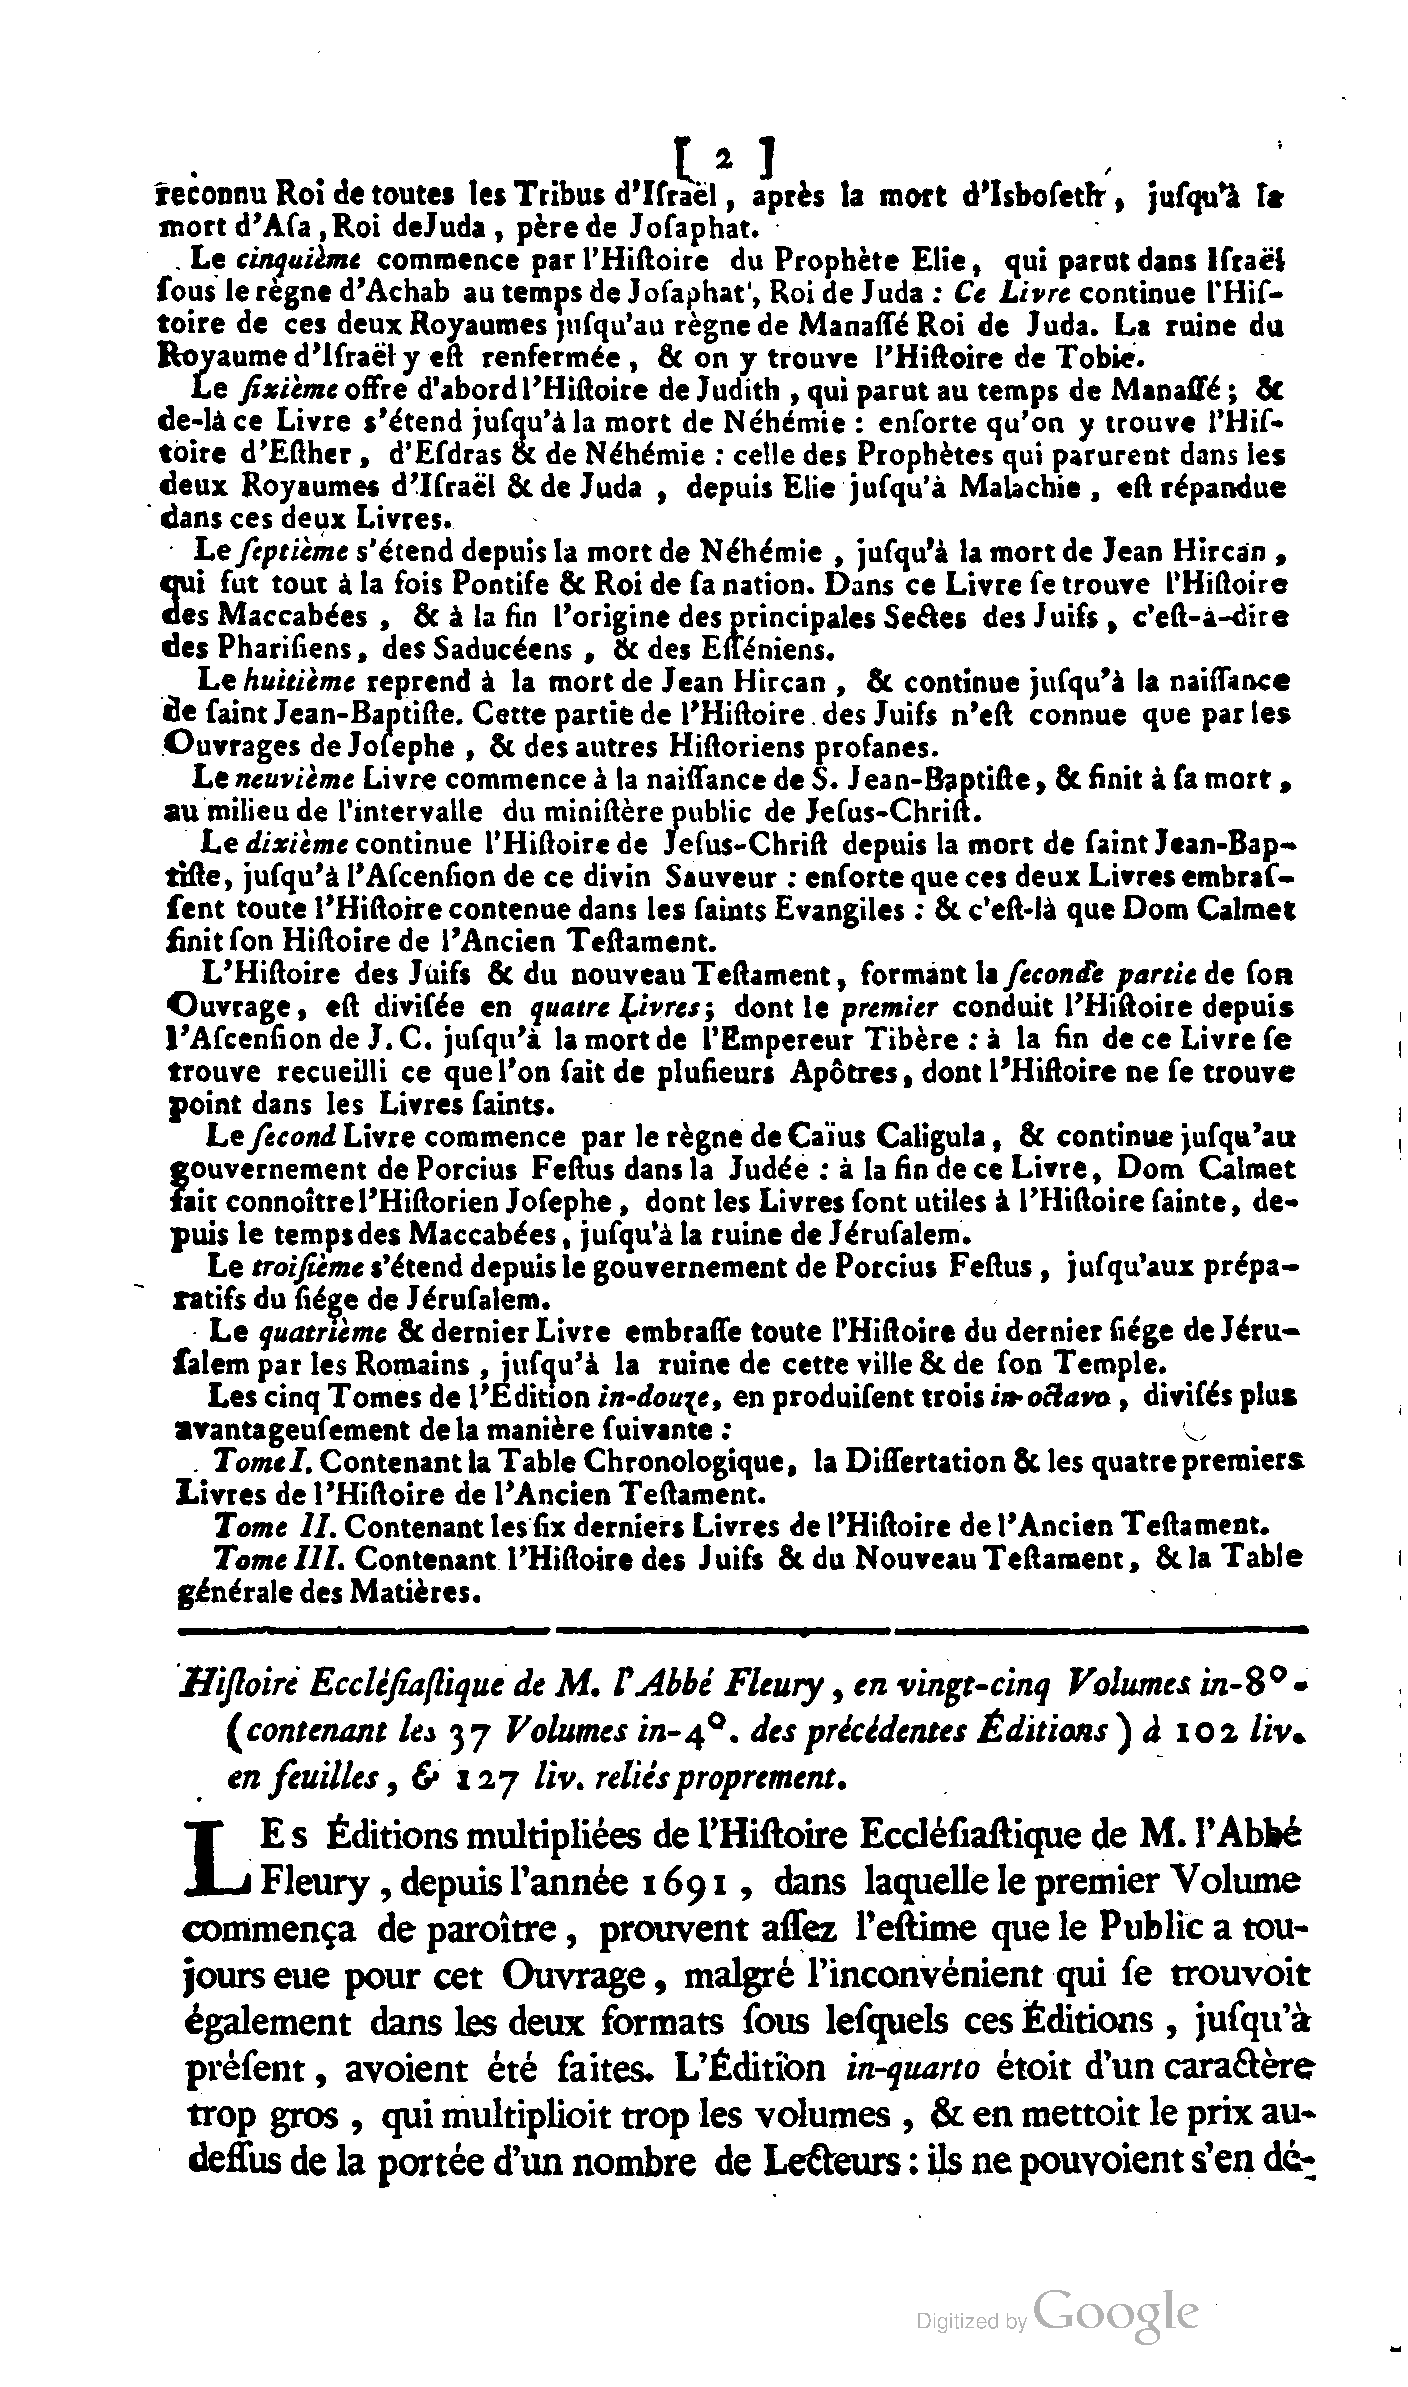 [ 2 ]
reconnu Roi de toutes les Tribus d'Iſraël, après la mort d'Isboſeth, juſqu'à la
mort d'Aſa, Roi de Juda, père de Joſaphat.
Le cinquième commence par l'Hiſtoire du Prophète Elie, qui parut dans Iſraël
ſous le règne d'Achab au temps de Joſaphat, Roi de Juda : Ce Livre continue l'Hiſ-
toire de ces deux Royaumes juſqu'au règne de Manaſſé Roi de Juda. La ruine du
Royaume d'Iſraël y eſt renfermée, & on y trouve l'Hiſtoire de Tobie.
Le ſixième offre d'abord l'Hiſtoire de Judith, qui parut au temps de Manaſſé; &
de-là ce Livre s'étend juſqu'à la mort de Néhémie : enſorte qu'on y trouve l'Hiſ-
toire d'Eſther, d'Eſdras & de Néhémie : celle des Prophètes qui parurent dans les
deux Royaumes d'Iſraël & de Juda, depuis Elie juſqu'à Malachie, eſt répandue
dans ces deux Livres.
Le ſeptième s'étend depuis la mort de Néhémie, juſqu'à la mort de Jean Hircan,
qui fut tout à la fois Pontife & Roi de ſa nation. Dans ce Livre ſe trouve l'Hiſtoire
des Maccabées, & à la fin l'origine des principales Sectes des Juifs, c'eſt-à-dire
des Phariſiens, des Saducéens, & des Eſſéniens.
Le huitième reprend à la mort de Jean Hircan, & continue juſqu'à la naiſſance
de ſaint Jean-Baptiſte. Cette partie de l'Hiſtoire des Juifs n'eſt connue que par les
Ouvrages de Joſephe, & des autres Hiſtoriens profanes.
Le neuvième Livre commence à la naiſſance de S. Jean-Baptiſte, & finit à ſa mort,
au milieu de l'intervalle du miniſtère public de Jeſus-Chriſt.
Le dixième continue l'Hiſtoire de Jeſus-Chriſt depuis la mort de ſaint Jean-Bap-
tiſte, juſqu'à l'Aſcenſion de ce divin Sauveur : enſorte que ces deux Livres embraſ-
ſent toute l'Hiſtoire contenue dans les ſaints Evangiles : & c'eſt-là que Dom Calmet
finit ſon Hiſtoire de l'Ancien Teſtament.
L'Hiſtoire des Juifs & du nouveau Teſtament, formant la ſeconde partie de ſon
Ouvrage, eſt diviſée en quatre Livres; dont le premier conduit l'Hiſtoire depuis
l'Aſcenſion de J. C. juſqu'à la mort de l'Empereur Tibère : à la fin de ce Livre ſe
trouve recueilli ce que l'on ſait de pluſieurs Apôtres, dont l'Hiſtoire ne ſe trouve
point dans les Livres ſaints.
Le ſecond Livre commence par le règne de Caïus Caligula, & continue juſqu'au
gouvernement de Porcius Feſtus dans la Judée : à la fin de ce Livre, Dom Calmet
fait connoître l'Hiſtorien Joſephe, dont les Livres ſont utiles à l'Hiſtoire ſainte, de-
puis le temps des Maccabées, juſqu'à la ruine de Jéruſalem.
Le troiſième s'étend depuis le gouvernement de Porcius Feſtus, juſqu'aux prépa-
ratifs du ſiége de Jéruſalem.
Le quatrième & dernier Livre embraſſe toute l'Hiſtoire du dernier ſiége de Jéru-
ſalem par les Romains, juſqu'à la ruine de cette ville & de ſon Temple.
Les cinq Tomes de l'Edition in-douze, en produiſent trois in-octavo, diviſés plus
avantageuſement de la manière ſuivante :
Tome I. Contenant la Table Chronologique, la Diſſertation & les quatre premiers
Livres de l'Hiſtoire de l'Ancien Teſtament.
Tome II. Contenant les ſix derniers Livres de l'Hiſtoire de l'Ancien Teſtament.
Tome III. Contenant l'Hiſtoire des Juifs & du Nouveau Teſtament, & la Table
générale des Matières.
Hiſtoire Eccléſiaſtique de M. l'Abbé Fleury, en vingt-cinq Volumes in-8°.
(contenant les 37 Volumes in-4°. des précédentes Éditions) à 102 liv.
en feuilles, & 127 liv. reliés proprement.
LEs Éditions multipliées de l'Hiſtoire Eccléſiaſtique de M. l'Abbé
Fleury, depuis l'année 1691, dans laquelle le premier Volume
commença de paroître, prouvent aſſez l'eſtime que le Public a tou-
jours eue pour cet Ouvrage, malgré l'inconvénient qui ſe trouvoit
également dans les deux formats ſous leſquels ces Éditions, juſqu'à
préſent, avoient été faites. L'Édition in-quarto étoit d'un caractère
trop gros, qui multiplioit trop les volumes, & en mettoit le prix au-
deſſus de la portée d'un nombre de Lecteurs : ils ne pouvoient s'en dé-
Digitized by Google